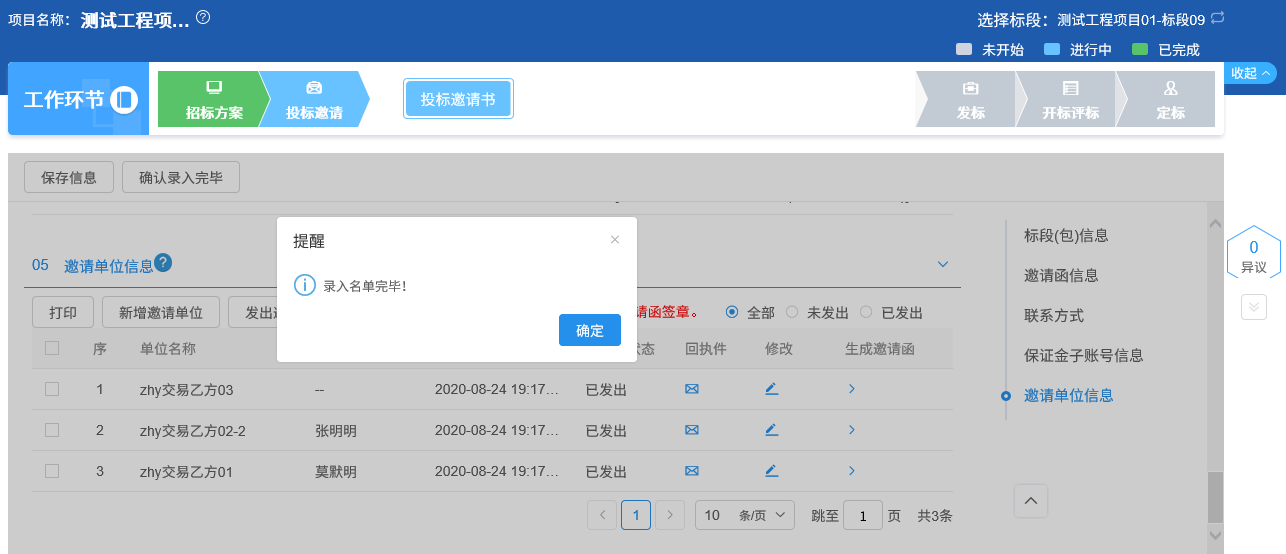 项目名称: 测试工程项... ?
选择标段: 测试工程项目01-标段09
未开始 进行中 已完成
收起
工作环节
招标方案
投标邀请
投标邀请书
发标
开标评标
定标
保存信息
确认录入完毕
提醒 ×
录入名单完毕!
确定
05 邀请单位信息 ?
打印
新增邀请单位
发出
请函签章。
全部 未发出 已发出
序 单位名称 状态 回执件 修改 生成邀请函
1 zhy交易乙方03 -- 2020-08-24 19:17... 已发出
2 zhy交易乙方02-2 张明明 2020-08-24 19:17... 已发出
3 zhy交易乙方01 莫默明 2020-08-24 19:17... 已发出
1 10 条/页 跳至 1 页 共3条
标段(包)信息
邀请函信息
联系方式
保证金子账号信息
邀请单位信息
0
异议